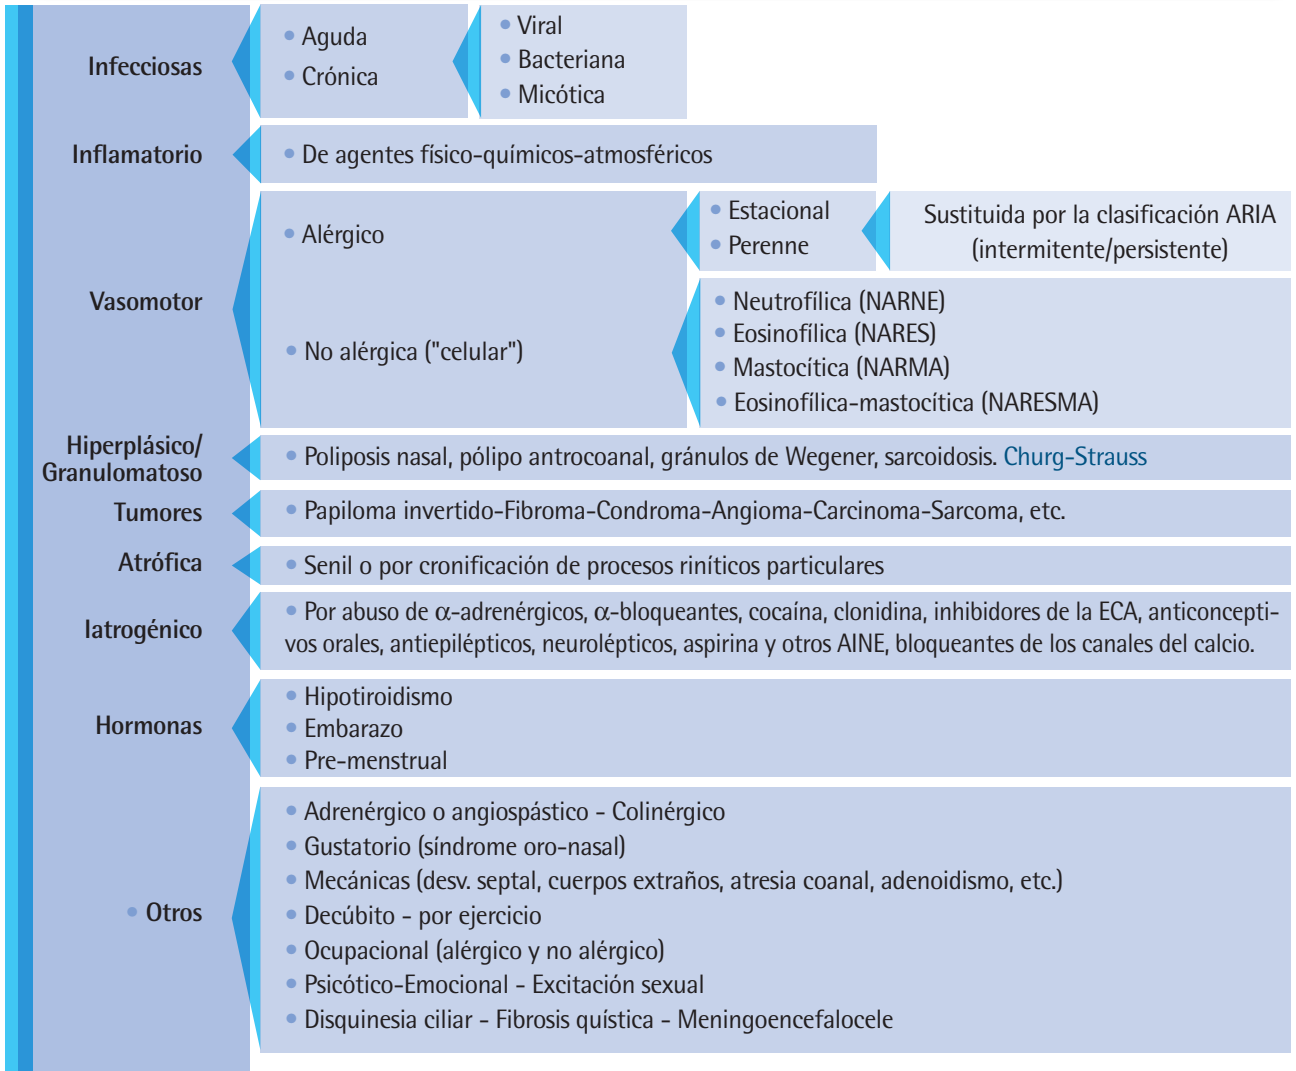 Infecciosas
• Aguda
• Crónica
• Viral
• Bacteriana
• Micótica
Inflamatorio
• De agentes físico-químicos-atmosféricos
Vasomotor
• Alérgico
• Estacional
• Perenne
Sustituida por la clasificación ARIA
(intermitente/persistente)
• No alérgica ("celular")
• Neutrofílica (NARNE)
• Eosinofílica (NARES)
• Mastocítica (NARMA)
• Eosinofílica-mastocítica (NARESMA)
Hiperplásico/
Granulomatoso
• Poliposis nasal, pólipo antrocoanal, gránulos de Wegener, sarcoidosis. Churg-Strauss
Tumores
• Papiloma invertido-Fibroma-Condroma-Angioma-Carcinoma-Sarcoma, etc.
Atrófica
• Senil o por cronificación de procesos riníticos particulares
Iatrogénico
• Por abuso de α-adrenérgicos, α-bloqueantes, cocaína, clonidina, inhibidores de la ECA, anticoncepti-
vos orales, antiepilépticos, neurolépticos, aspirina y otros AINE, bloqueantes de los canales del calcio.
Hormonas
• Hipotiroidismo
• Embarazo
• Pre-menstrual
• Otros
• Adrenérgico o angiospástico - Colinérgico
• Gustatorio (síndrome oro-nasal)
• Mecánicas (desv. septal, cuerpos extraños, atresia coanal, adenoidismo, etc.)
• Decúbito - por ejercicio
• Ocupacional (alérgico y no alérgico)
• Psicótico-Emocional - Excitación sexual
• Disquinesia ciliar - Fibrosis quística - Meningoencefalocele